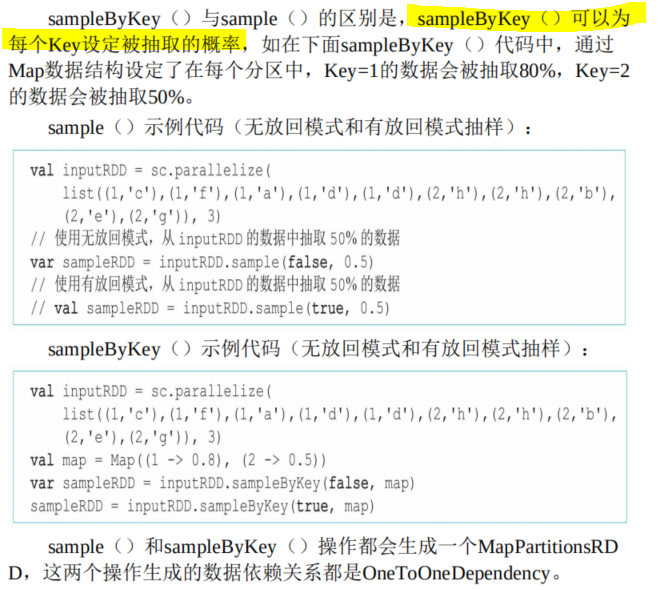 sampleByKey（）与sample（）的区别是，sampleByKey（）可以为
每个Key设定被抽取的概率，如在下面sampleByKey（）代码中，通过
Map数据结构设定了在每个分区中，Key=1的数据会被抽取80%，Key=2
的数据会被抽取50%。
sample（）示例代码（无放回模式和有放回模式抽样）：
val inputRDD = sc.parallelize(
list((1,'c'),(1,'f'),(1,'a'),(1,'d'),(1,'d'),(2,'h'),(2,'h'),(2,'b'),
(2,'e'),(2,'g')), 3)
// 使用无放回模式，从 inputRDD 的数据中抽取 50% 的数据
var sampleRDD = inputRDD.sample(false, 0.5)
// 使用有放回模式，从 inputRDD 的数据中抽取 50% 的数据
// val sampleRDD = inputRDD.sample(true, 0.5)
sampleByKey（）示例代码（无放回模式和有放回模式抽样）：
val inputRDD = sc.parallelize(
list((1,'c'),(1,'f'),(1,'a'),(1,'d'),(1,'d'),(2,'h'),(2,'h'),(2,'b'),
(2,'e'),(2,'g')), 3)
val map = Map((1 -> 0.8), (2 -> 0.5))
var sampleRDD = inputRDD.sampleByKey(false, map)
sampleRDD = inputRDD.sampleByKey(true, map)
sample（）和sampleByKey（）操作都会生成一个MapPartitionsRD
D，这两个操作生成的数据依赖关系都是OneToOneDependency。